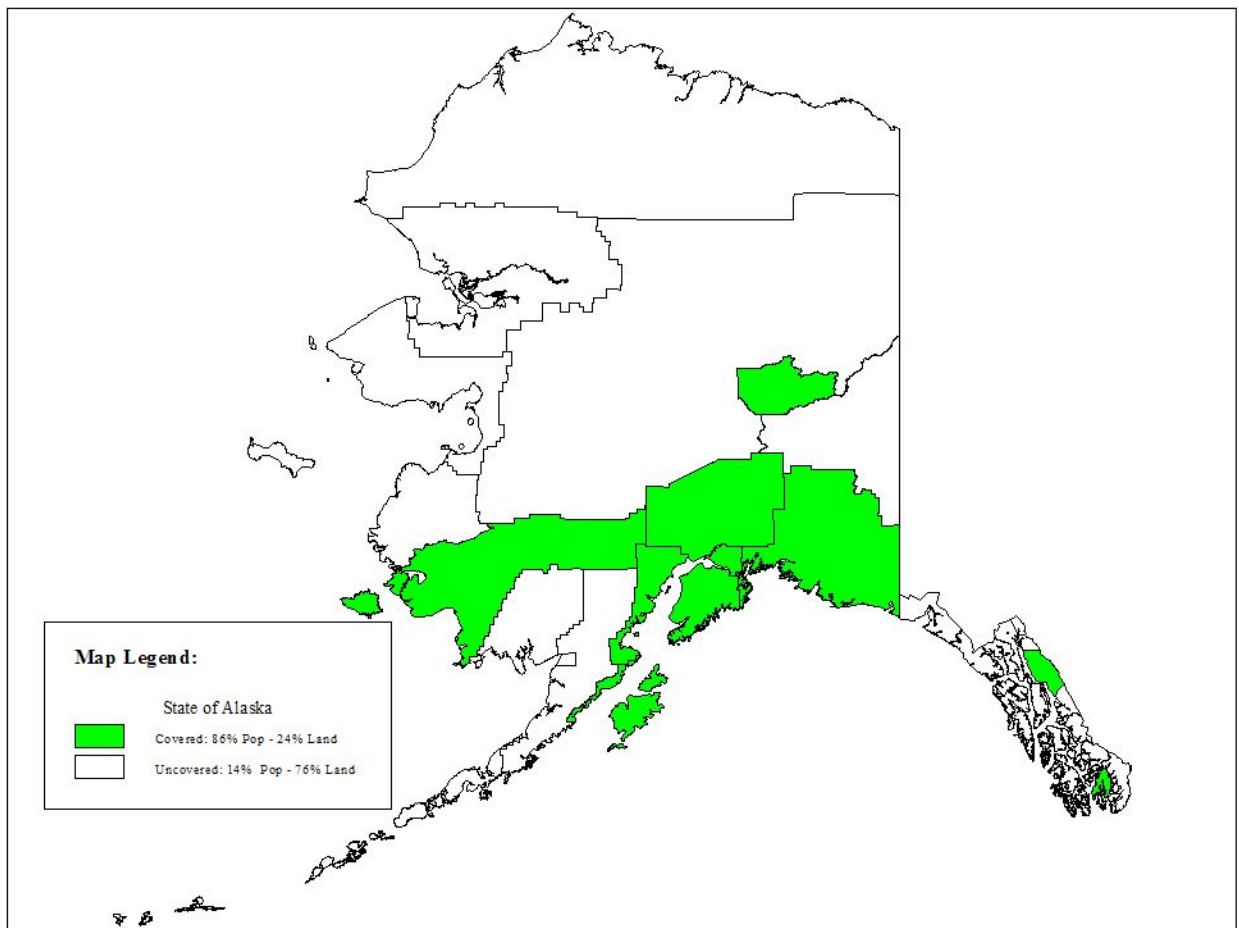 Map Legend:
State of Alaska
Covered: 86% Pop - 24% Land
Uncovered: 14% Pop - 76% Land